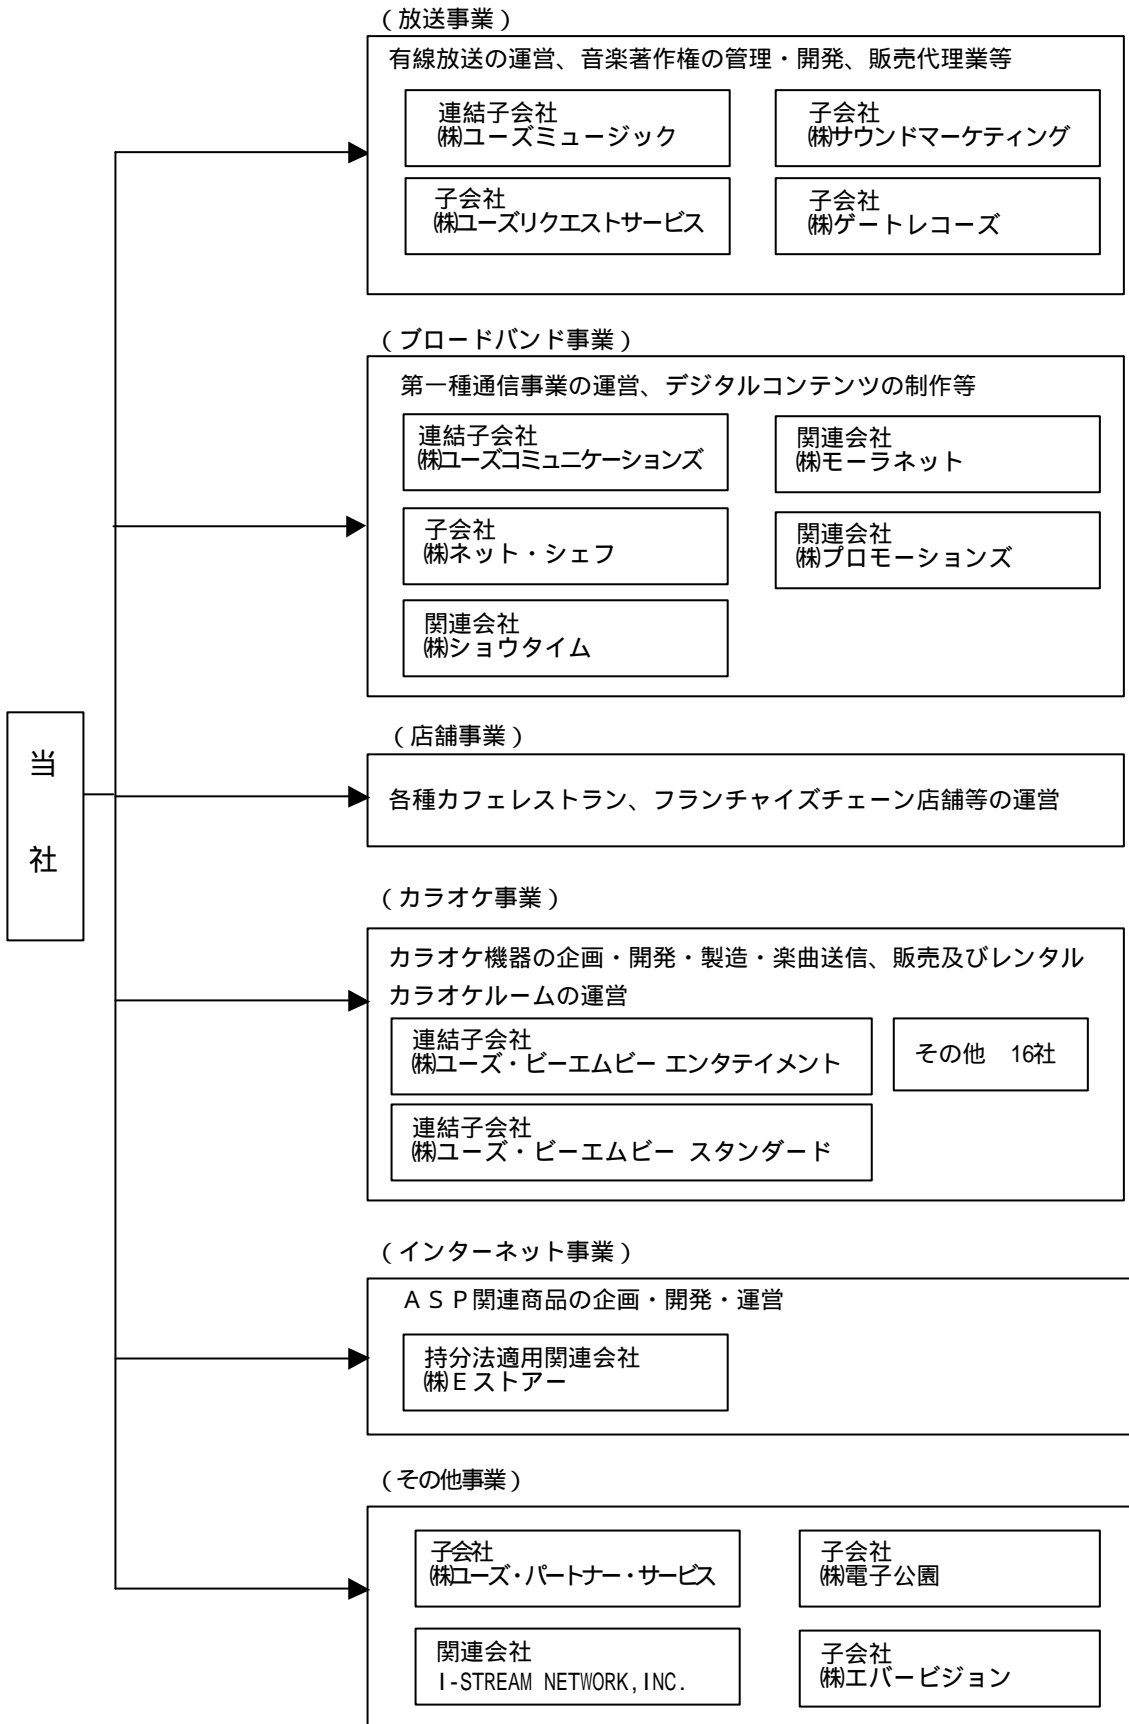 （放送事業）
有線放送の運営、音楽著作権の管理・開発、販売代理業等
連結子会社
㈱ユーズミュージック
子会社
㈱サウンドマーケティング
子会社
㈱ユーズリクエストサービス
子会社
㈱ゲートレコーズ
（ブロードバンド事業）
第一種通信事業の運営、デジタルコンテンツの制作等
連結子会社
㈱ユーズコミュニケーションズ
関連会社
㈱モーラネット
子会社
㈱ネット・シェフ
関連会社
㈱プロモーションズ
関連会社
㈱ショウタイム
当
社
（店舗事業）
各種カフェレストラン、フランチャイズチェーン店舗等の運営
（カラオケ事業）
カラオケ機器の企画・開発・製造・楽曲送信、販売及びレンタル
カラオケルームの運営
連結子会社
㈱ユーズ・ビーエムビー エンタテイメント
その他　16社
連結子会社
㈱ユーズ・ビーエムビー スタンダード
（インターネット事業）
ＡＳＰ関連商品の企画・開発・運営
持分法適用関連会社
㈱Ｅストアー
（その他事業）
子会社
㈱ユーズ・パートナー・サービス
子会社
㈱電子公園
関連会社
I-STREAM NETWORK,INC.
子会社
㈱エバービジョン